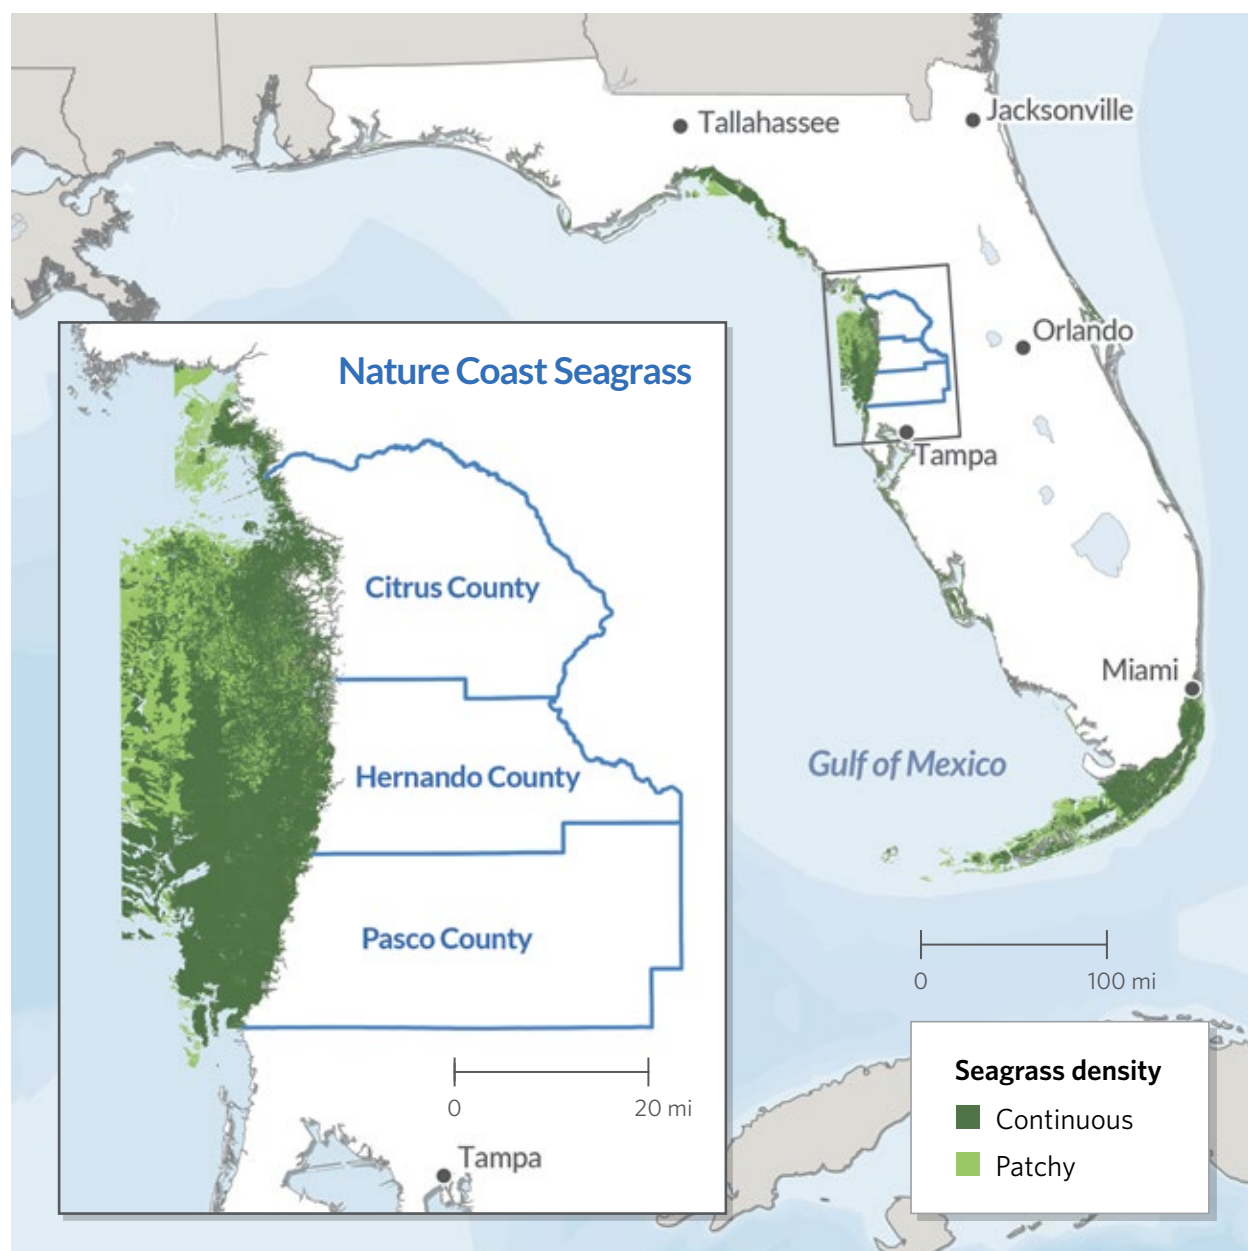 Tallahassee
Jacksonville
Orlando
Tampa
Miami
Gulf of Mexico
0 100 mi
Nature Coast Seagrass
Citrus County
Hernando County
Pasco County
0 20 mi
Tampa
Seagrass density
Continuous
Patchy